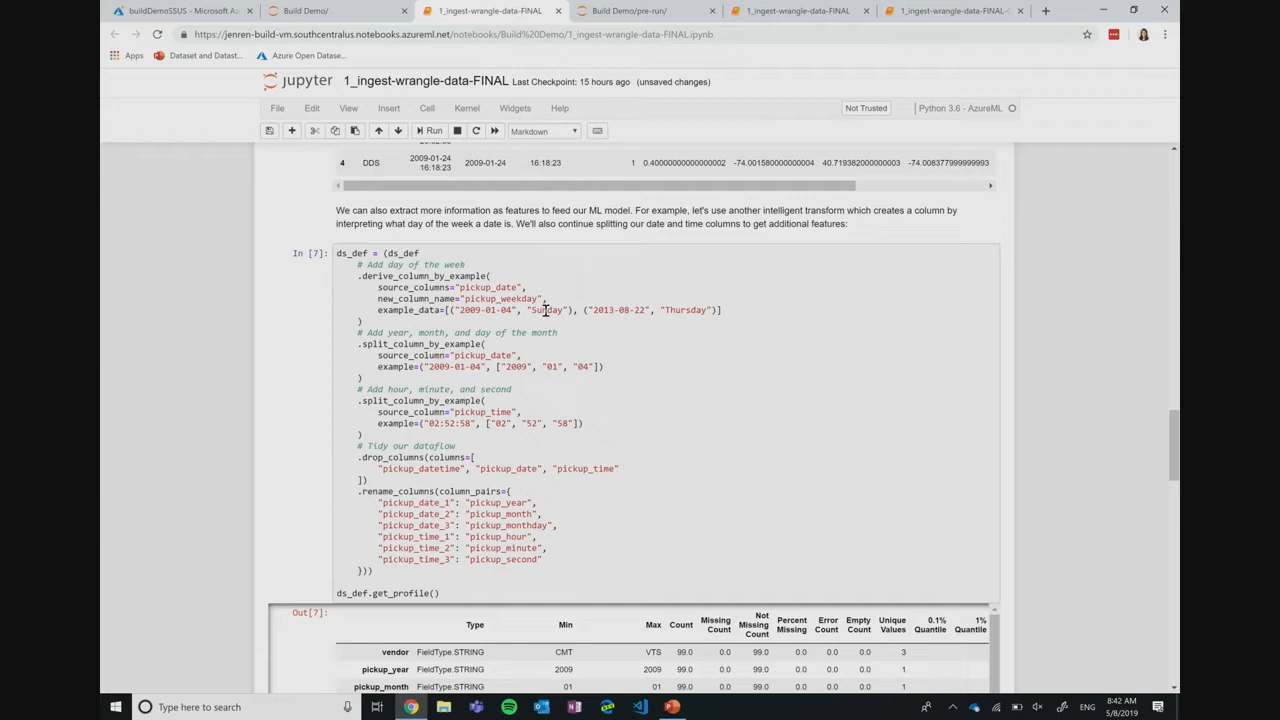 buildDemoSSUS - Microsoft Az
Build Demo/
1_ingest-wrangle-data-FINAL
Build Demo/pre-run/
1_ingest-wrangle-data-FINAL
1_ingest-wrangle-data-FINAL-C
https://jenren-build-vm.southcentralus.notebooks.azureml.net/notebooks/Build%20Demo/1_ingest-wrangle-data-FINAL.ipynb
Apps
Dataset and Datast...
Azure Open Datase...
jupyter 1_ingest-wrangle-data-FINAL Last Checkpoint: 15 hours ago (unsaved changes)
File Edit View Insert Cell Kernel Widgets Help Not Trusted Python 3.6 - AzureML
Run Markdown
4 DDS 2009-01-24 16:18:23 2009-01-24 16:18:23 1 0.40000000000000002 -74.001580000000004 40.719382000000003 -74.008377999999993
We can also extract more information as features to feed our ML model. For example, let's use another intelligent transform which creates a column by
interpreting what day of the week a date is. We'll also continue splitting our date and time columns to get additional features:
In [7]: ds_def = (ds_def
# Add day of the week
.derive_column_by_example(
source_columns="pickup_date",
new_column_name="pickup_weekday",
example_data=[("2009-01-04", "Sunday"), ("2013-08-22", "Thursday")]
)
# Add year, month, and day of the month
.split_column_by_example(
source_column="pickup_date",
example=("2009-01-04", ["2009", "01", "04"])
)
# Add hour, minute, and second
.split_column_by_example(
source_column="pickup_time",
example=("02:52:58", ["02", "52", "58"])
)
# Tidy our dataflow
.drop_columns(columns=[
"pickup_datetime", "pickup_date", "pickup_time"
])
.rename_columns(column_pairs={
"pickup_date_1": "pickup_year",
"pickup_date_2": "pickup_month",
"pickup_date_3": "pickup_monthday",
"pickup_time_1": "pickup_hour",
"pickup_time_2": "pickup_minute",
"pickup_time_3": "pickup_second"
}))
ds_def.get_profile()
Out[7]:
Type Min Max Count Missing Count Not Missing Count Percent Missing Error Count Empty Count Unique Values 0.1% Quantile 1% Quantile
vendor FieldType.STRING CMT VTS 99.0 0.0 99.0 0.0 0.0 0.0 3
pickup_year FieldType.STRING 2009 2009 99.0 0.0 99.0 0.0 0.0 0.0 1
pickup_month FieldType.STRING 01 01 99.0 0.0 99.0 0.0 0.0 0.0 1
Type here to search
8:42 AM
5/8/2019